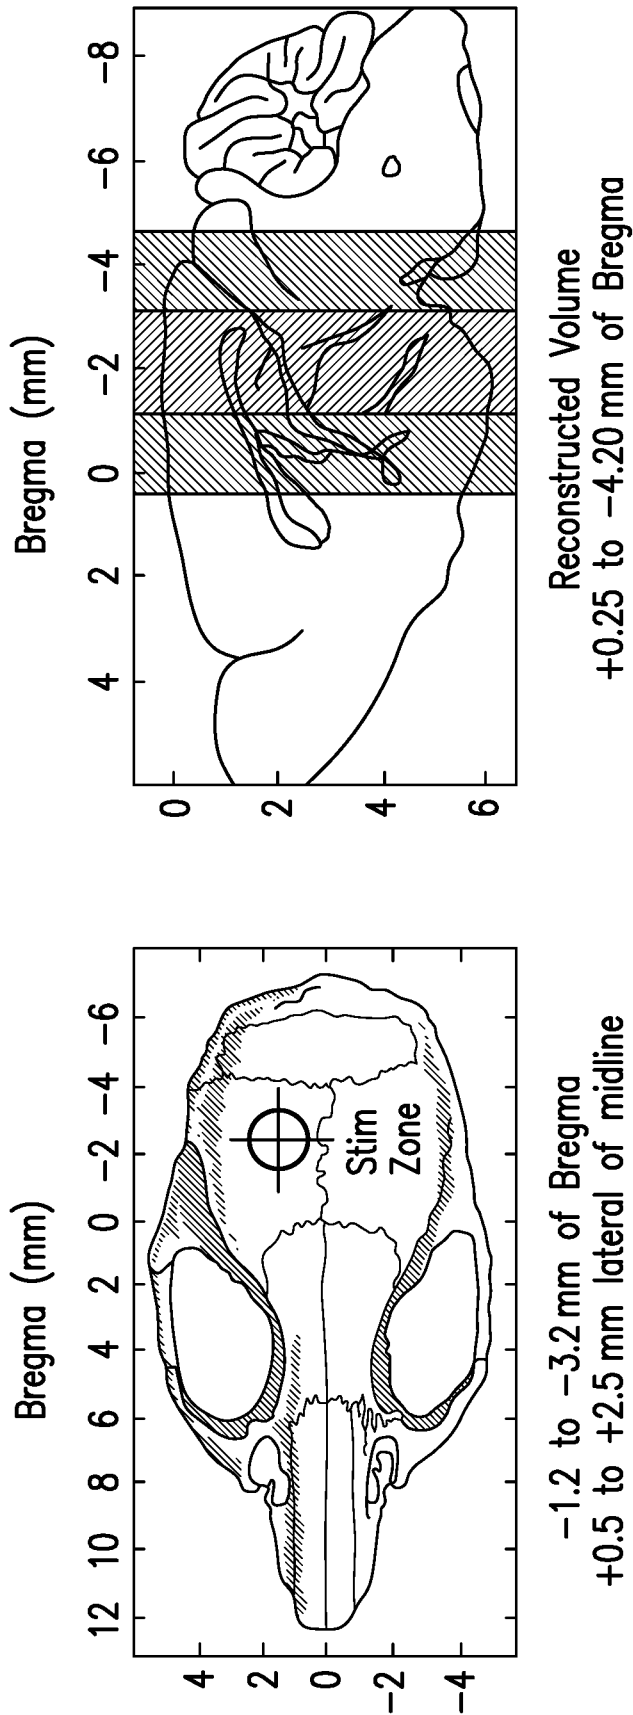 Bregma (mm)
12 10 8 6 4 2 0 −2 −4 −6
4
2
0
−2
−4
Stim
Zone
−1.2 to −3.2 mm of Bregma
+0.5 to +2.5 mm lateral of midline
Bregma (mm)
4 2 0 −2 −4 −6 −8
0
2
4
6
Reconstructed Volume
+0.25 to −4.20 mm of Bregma